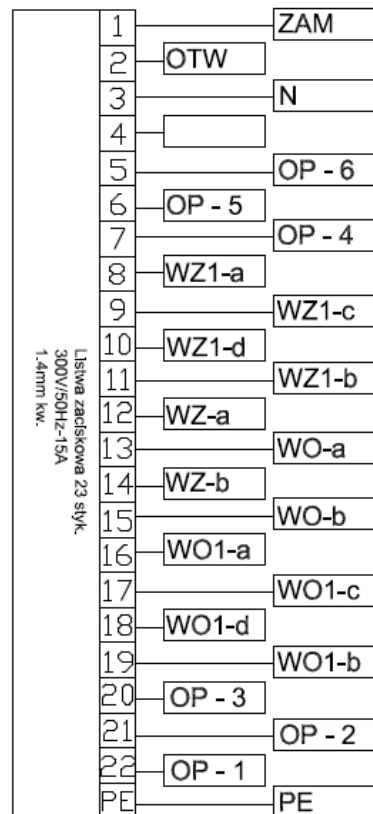 1 ZAM
2 OTW
3 N
4
5 OP - 6
6 OP - 5
7 OP - 4
8 WZ1-a
9 WZ1-c
10 WZ1-d
11 WZ1-b
12 WZ-a
13 WO-a
14 WZ-b
15 WO-b
16 WO1-a
17 WO1-c
18 WO1-d
19 WO1-b
20 OP - 3
21 OP - 2
22 OP - 1
PE PE
Listwa zaciskowa 23 styk.
300V/50Hz-15A
1.4mm kw.